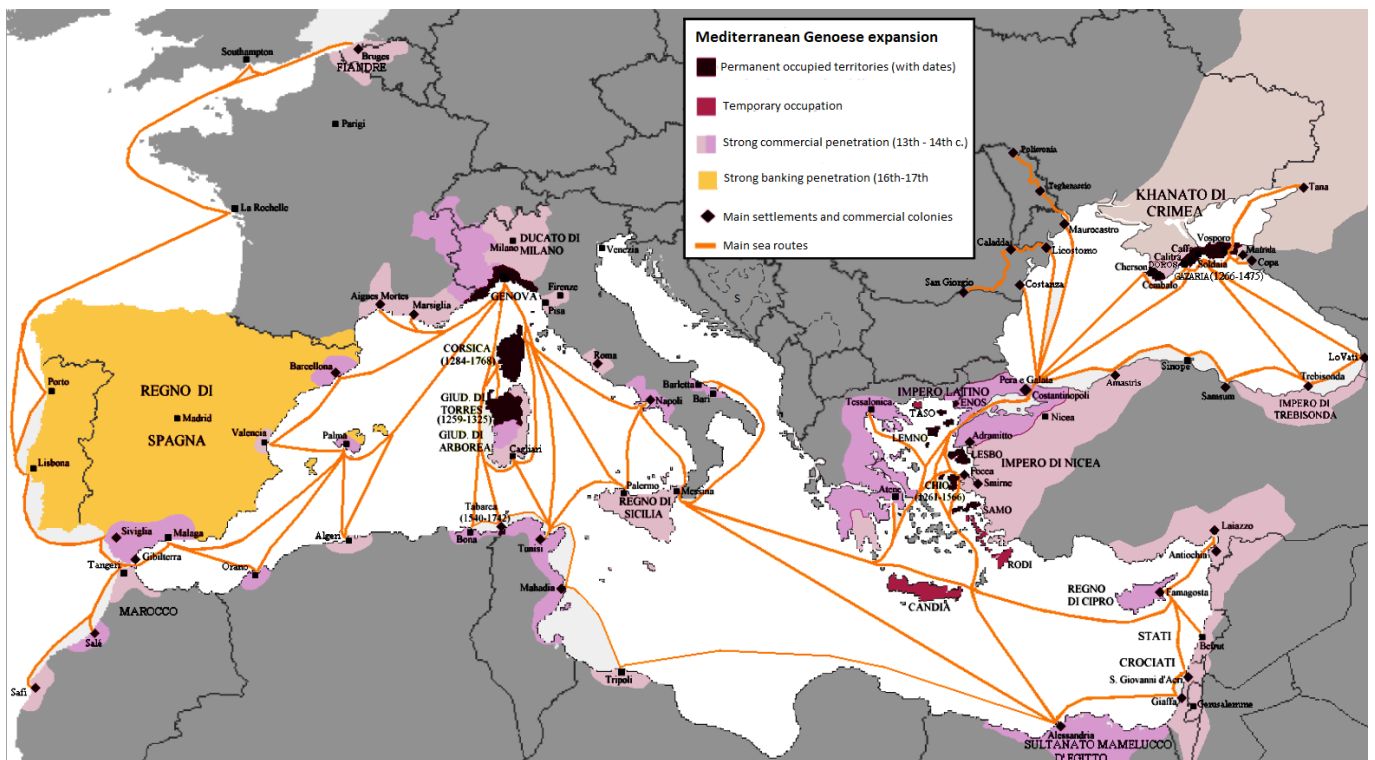 Mediterranean Genoese expansion
Permanent occupied territories (with dates)
Temporary occupation
Strong commercial penetration (13th - 14th c.)
Strong banking penetration (16th-17th
Main settlements and commercial colonies
Main sea routes
Southampton
Bruges
FIANDRE
Parigi
La Rochelle
DUCATO DI
Milano
MILANO
Venezia
GENOVA
Firenze
Pisa
Aigues Mortes
Marsiglia
CORSICA
(1284-1768)
Roma
Barcellona
Porto
REGNO DI
Madrid
SPAGNA
Valencia
Palma
Lisbona
GIUD. DI
TORRES
(1259-1325)
GIUD. DI
ARBOREA
Cagliari
Napoli
Barletta
Bari
S
Palermo
Messina
REGNO DI
SICILIA
Tabarca
(1540-1742)
Bona
Tunisi
Algeri
Siviglia
Malaga
Gibilterra
Tangeri
Orano
MAROCCO
Salé
Safi
Mahadia
Tripoli
Polievonia
Teghenaccio
Maurocastro
Caladda
Licostomo
San Giorgio
Costanza
KHANATO DI
CRIMEA
Tana
Vosporo
Caffa
Matrada
Calitra
Copa
Soldaia
DOROS
Cherson
GAZARIA (1266-1475)
Cembalo
LoVati
Sinope
Trebisonda
Amastris
Samsum
IMPERO DI
TREBISONDA
IMPERO LATINO
Pera e Galata
Costantinopoli
ENOS
Tessalonica
TASO
Nicea
LEMNO
Adramitto
LESBO
IMPERO DI NICEA
Focea
Smirne
Atene
CHIO
(1261-1566)
SAMO
RODI
CANDIA
Laiazzo
Antiochia
REGNO
DI CIPRO
Famagosta
STATI
Beirut
CROCIATI
S. Giovanni d'Acri
Giaffa
Gerusalemme
Alessandria
SULTANATO MAMELUCCO
D'EGITTO